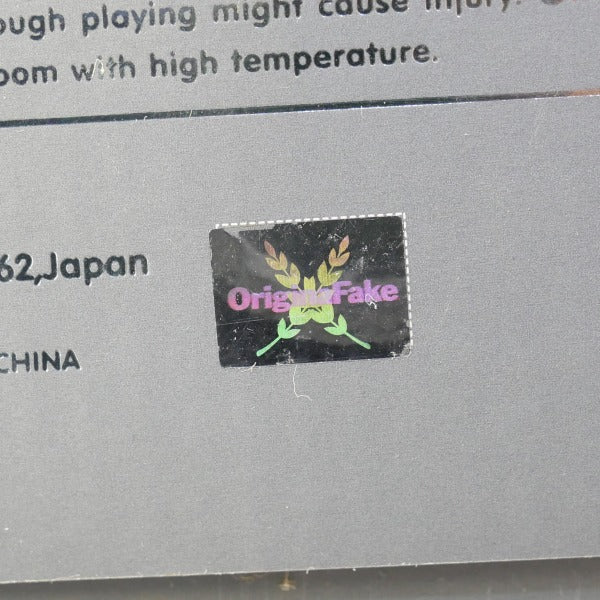 ough playing might cause injury.
oom with high temperature.
62,Japan
OriginalFake
CHINA